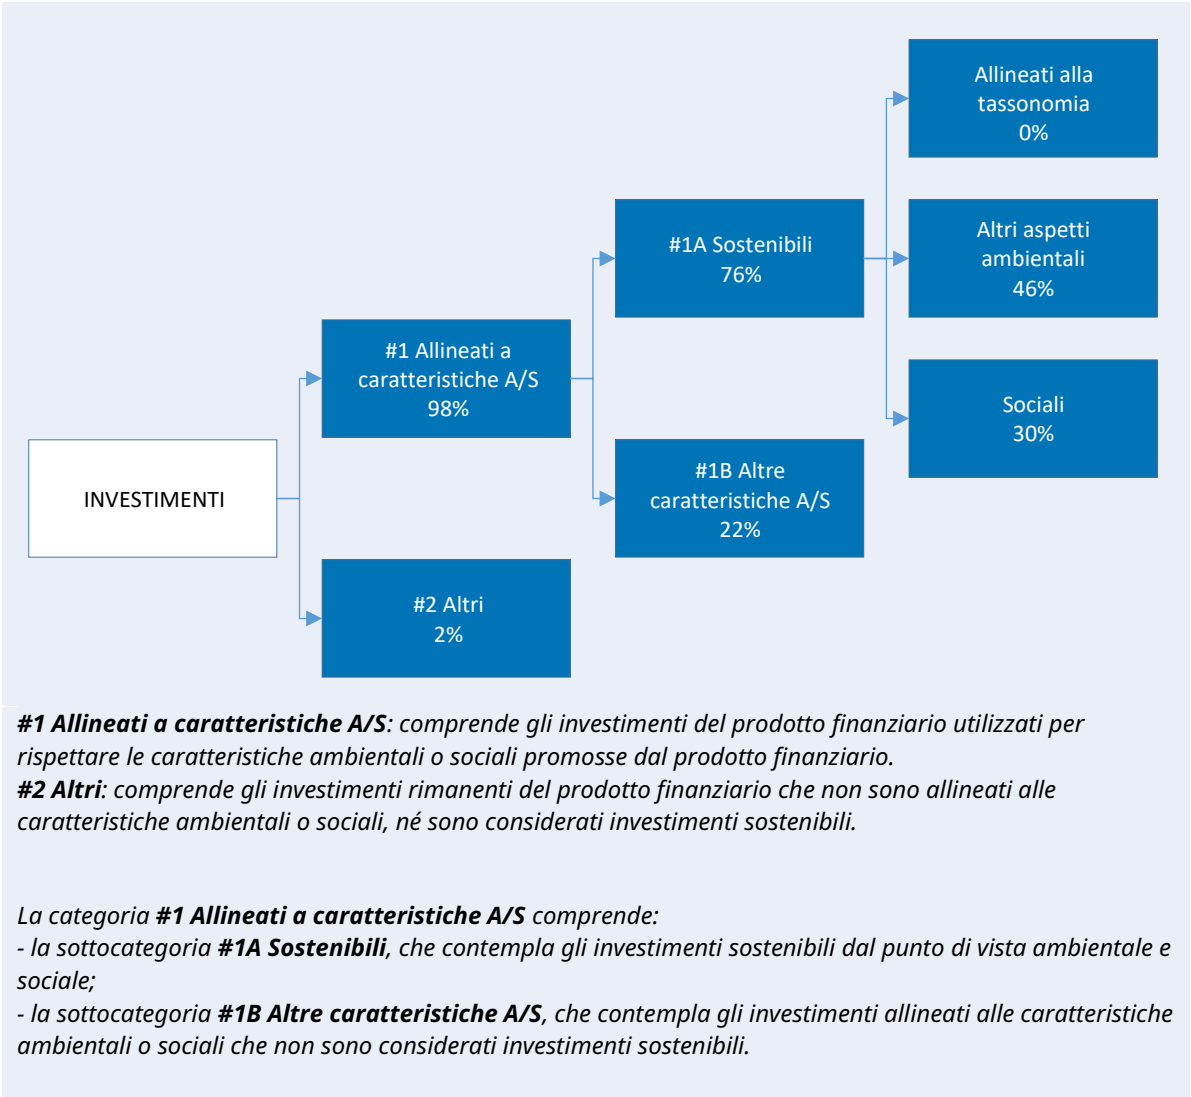 Allineati alla
tassonomia
0%
#1A Sostenibili
76%
Altri aspetti
ambientali
46%
#1 Allineati a
caratteristiche A/S
98%
Sociali
30%
INVESTIMENTI
#1B Altre
caratteristiche A/S
22%
#2 Altri
2%
#1 Allineati a caratteristiche A/S: comprende gli investimenti del prodotto finanziario utilizzati per
rispettare le caratteristiche ambientali o sociali promosse dal prodotto finanziario.
#2 Altri: comprende gli investimenti rimanenti del prodotto finanziario che non sono allineati alle
caratteristiche ambientali o sociali, né sono considerati investimenti sostenibili.
La categoria #1 Allineati a caratteristiche A/S comprende:
- la sottocategoria #1A Sostenibili, che contempla gli investimenti sostenibili dal punto di vista ambientale e
sociale;
- la sottocategoria #1B Altre caratteristiche A/S, che contempla gli investimenti allineati alle caratteristiche
ambientali o sociali che non sono considerati investimenti sostenibili.